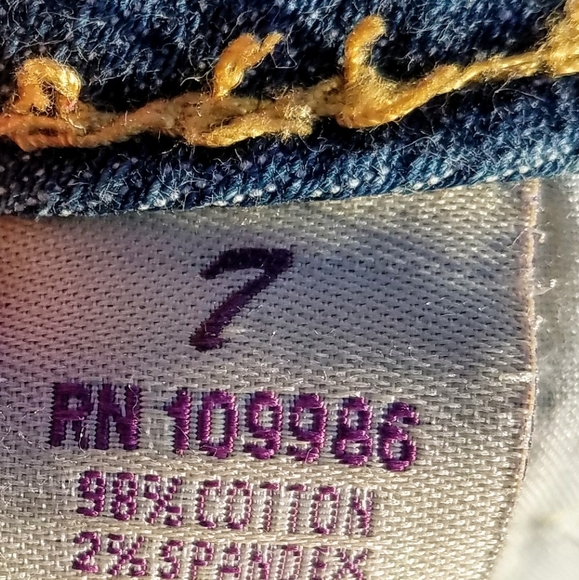 7
RN 109986
98% COTTON
2% SPANDEX